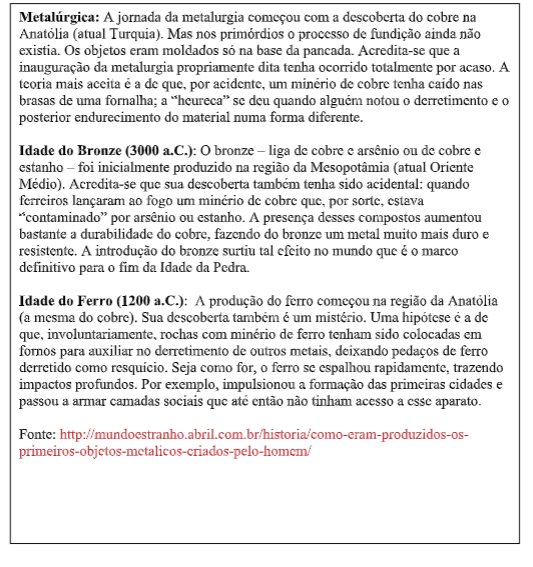 Metalúrgica: A jornada da metalurgia começou com a descoberta do cobre na
Anatólia (atual Turquia). Mas nos primórdios o processo de fundição ainda não
existia. Os objetos eram moldados só na base da pancada. Acredita-se que a
inauguração da metalurgia propriamente dita tenha ocorrido totalmente por acaso. A
teoria mais aceita é a de que, por acidente, um minério de cobre tenha caído nas
brasas de uma fornalha; a “heureca” se deu quando alguém notou o derretimento e o
posterior endurecimento do material numa forma diferente.
Idade do Bronze (3000 a.C.): O bronze – liga de cobre e arsênio ou de cobre e
estanho – foi inicialmente produzido na região da Mesopotâmia (atual Oriente
Médio). Acredita-se que sua descoberta também tenha sido acidental: quando
ferreiros lançaram ao fogo um minério de cobre que, por sorte, estava
“contaminado” por arsênio ou estanho. A presença desses compostos aumentou
bastante a durabilidade do cobre, fazendo do bronze um metal muito mais duro e
resistente. A introdução do bronze surtiu tal efeito no mundo que é o marco
definitivo para o fim da Idade da Pedra.
Idade do Ferro (1200 a.C.): A produção do ferro começou na região da Anatólia
(a mesma do cobre). Sua descoberta também é um mistério. Uma hipótese é a de
que, involuntariamente, rochas com minério de ferro tenham sido colocadas em
fornos para auxiliar no derretimento de outros metais, deixando pedaços de ferro
derretido como resquício. Seja como for, o ferro se espalhou rapidamente, trazendo
impactos profundos. Por exemplo, impulsionou a formação das primeiras cidades e
passou a armar camadas sociais que até então não tinham acesso a esse aparato.
Fonte: http://mundoestranho.abril.com.br/historia/como-eram-produzidos-os-
primeiros-objetos-metalicos-criados-pelo-homem/